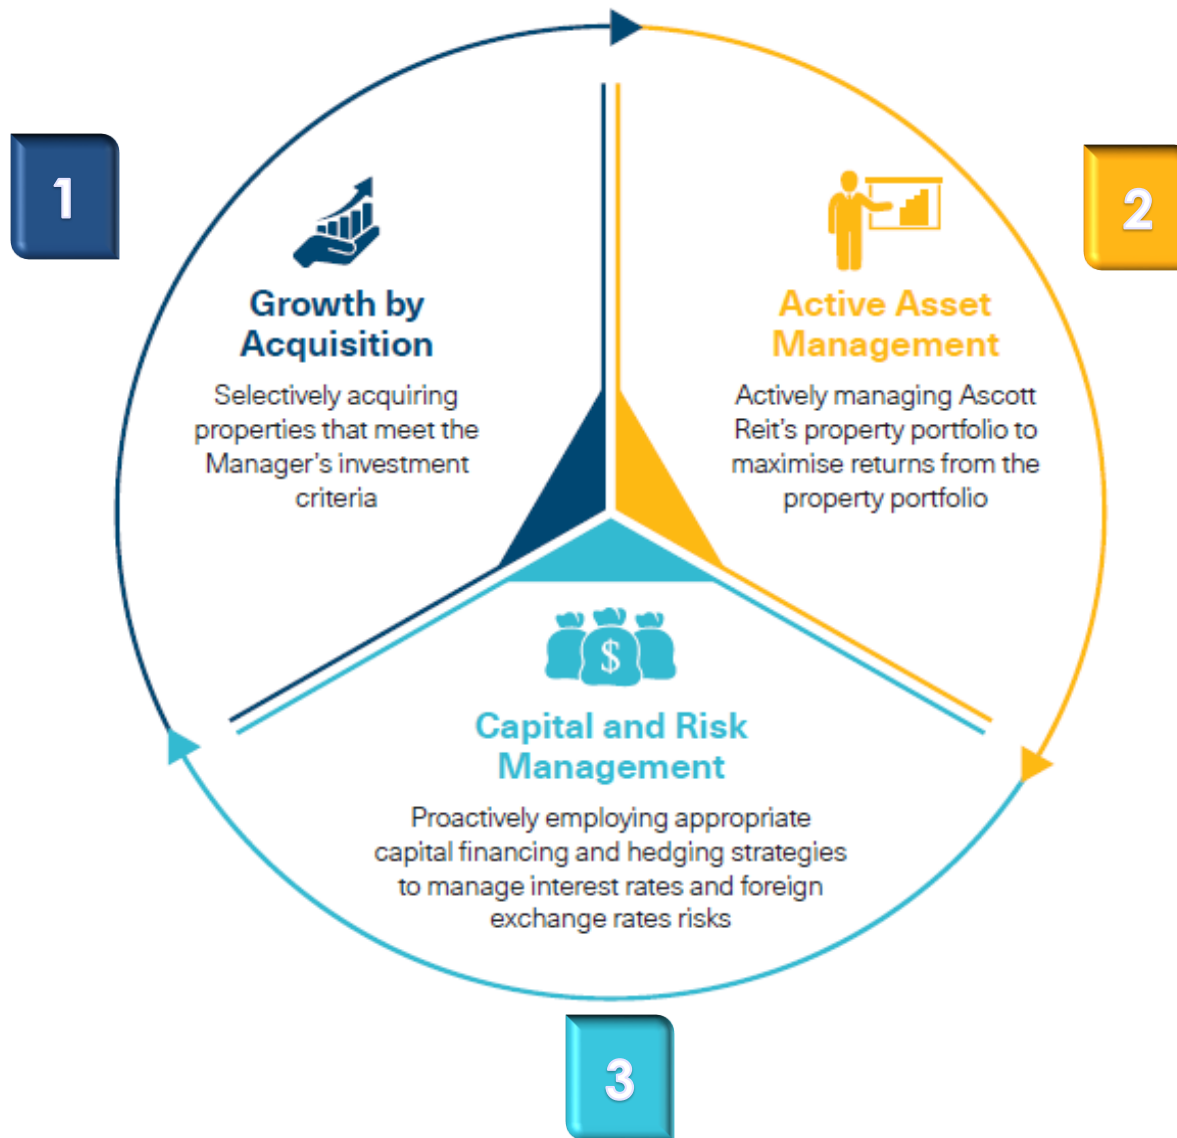 1
Growth by
Acquisition
Selectively acquiring
properties that meet the
Manager's investment
criteria
2
Active Asset
Management
Actively managing Ascott
Reit's property portfolio to
maximise returns from the
property portfolio
$
Capital and Risk
Management
Proactively employing appropriate
capital financing and hedging strategies
to manage interest rates and foreign
exchange rates risks
3